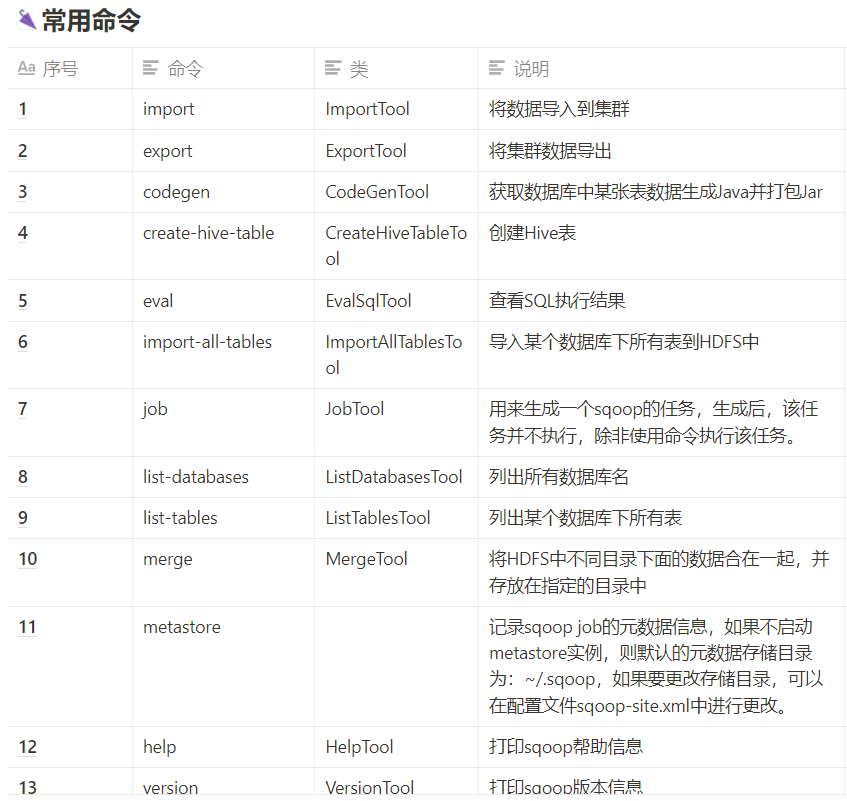 常用命令
Aa 序号 命令 类 说明
1 import ImportTool 将数据导入到集群
2 export ExportTool 将集群数据导出
3 codegen CodeGenTool 获取数据库中某张表数据生成Java并打包Jar
4 create-hive-table CreateHiveTableTo 创建Hive表
ol
5 eval EvalSqlTool 查看SQL执行结果
6 import-all-tables ImportAllTablesTo 导入某个数据库下所有表到HDFS中
ol
7 job JobTool 用来生成一个sqoop的任务，生成后，该任
务并不执行，除非使用命令执行该任务。
8 list-databases ListDatabasesTool 列出所有数据库名
9 list-tables ListTablesTool 列出某个数据库下所有表
10 merge MergeTool 将HDFS中不同目录下面的数据合在一起，并
存放在指定的目录中
11 metastore 记录sqoop job的元数据信息，如果不启动
metastore实例，则默认的元数据存储目录
为：~/.sqoop，如果要更改存储目录，可以
在配置文件sqoop-site.xml中进行更改。
12 help HelpTool 打印sqoop帮助信息
13 version VersionTool 打印sqoop版本信息